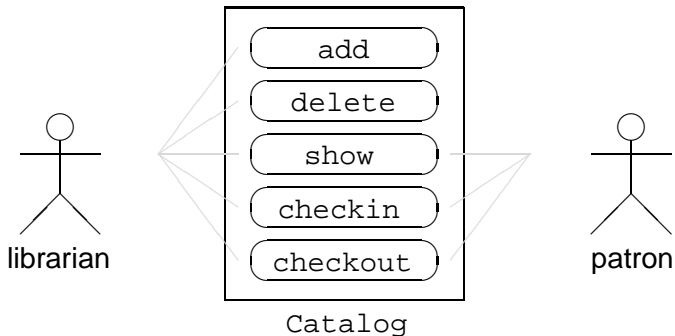 add
delete
show
checkin
checkout
librarian
patron
Catalog